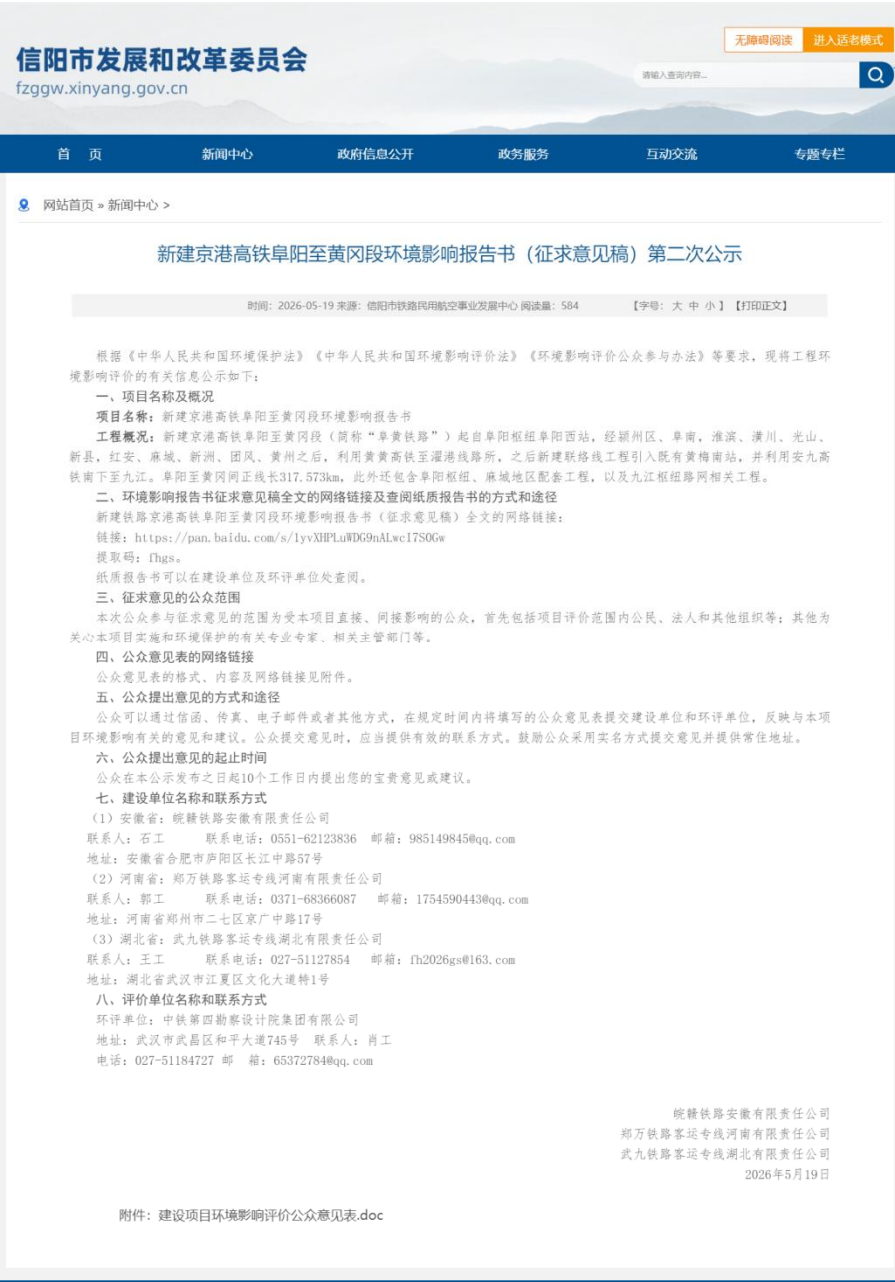 无障碍阅读 进入适老模式
信阳市发展和改革委员会
fzggw.xinyang.gov.cn
请输入查询内容...
首 页 新闻中心 政府信息公开 政务服务 互动交流 专题专栏
网站首页 » 新闻中心 >
新建京港高铁阜阳至黄冈段环境影响报告书（征求意见稿）第二次公示
时间：2026-05-19 来源：信阳市铁路民用航空事业发展中心 阅读量：584 【字号：大 中 小 】【打印正文】
根据《中华人民共和国环境保护法》《中华人民共和国环境影响评价法》《环境影响评价公众参与办法》等要求，现将工程环
境影响评价的有关信息公示如下：
一、项目名称及概况
项目名称：新建京港高铁阜阳至黄冈段环境影响报告书
工程概况：新建京港高铁阜阳至黄冈段（简称“阜黄铁路”）起自阜阳枢纽阜阳西站，经颍州区、阜南，淮滨、潢川、光山、
新县，红安、麻城、新洲、团风、黄州之后，利用黄黄高铁至濯港线路所，之后新建联络线工程引入既有黄梅南站，并利用安九高
铁南下至九江。阜阳至黄冈间正线长317.573km，此外还包含阜阳枢纽、麻城地区配套工程，以及九江枢纽路网相关工程。
二、环境影响报告书征求意见稿全文的网络链接及查阅纸质报告书的方式和途径
新建铁路京港高铁阜阳至黄冈段环境影响报告书（征求意见稿）全文的网络链接：
链接：https://pan.baidu.com/s/1yvXHPLuWDG9nALwcI7SOGw
提取码：fhgs。
纸质报告书可以在建设单位及环评单位处查阅。
三、征求意见的公众范围
本次公众参与征求意见的范围为受本项目直接、间接影响的公众，首先包括项目评价范围内公民、法人和其他组织等；其他为
关心本项目实施和环境保护的有关专业专家、相关主管部门等。
四、公众意见表的网络链接
公众意见表的格式、内容及网络链接见附件。
五、公众提出意见的方式和途径
公众可以通过信函、传真、电子邮件或者其他方式，在规定时间内将填写的公众意见表提交建设单位和环评单位，反映与本项
目环境影响有关的意见和建议。公众提交意见时，应当提供有效的联系方式。鼓励公众采用实名方式提交意见并提供常住地址。
六、公众提出意见的起止时间
公众在本公示发布之日起10个工作日内提出您的宝贵意见或建议。
七、建设单位名称和联系方式
（1）安徽省：皖赣铁路安徽有限责任公司
联系人：石工 联系电话：0551-62123836 邮箱：985149845@qq.com
地址：安徽省合肥市庐阳区长江中路57号
（2）河南省：郑万铁路客运专线河南有限责任公司
联系人：郭工 联系电话：0371-68366087 邮箱：1754590443@qq.com
地址：河南省郑州市二七区京广中路17号
（3）湖北省：武九铁路客运专线湖北有限责任公司
联系人：王工 联系电话：027-51127854 邮箱：fh2026gs@163.com
地址：湖北省武汉市江夏区文化大道特1号
八、评价单位名称和联系方式
环评单位：中铁第四勘察设计院集团有限公司
地址：武汉市武昌区和平大道745号 联系人：肖工
电话：027-51184727 邮 箱：65372784@qq.com
皖赣铁路安徽有限责任公司
郑万铁路客运专线河南有限责任公司
武九铁路客运专线湖北有限责任公司
2026年5月19日
附件：建设项目环境影响评价公众意见表.doc